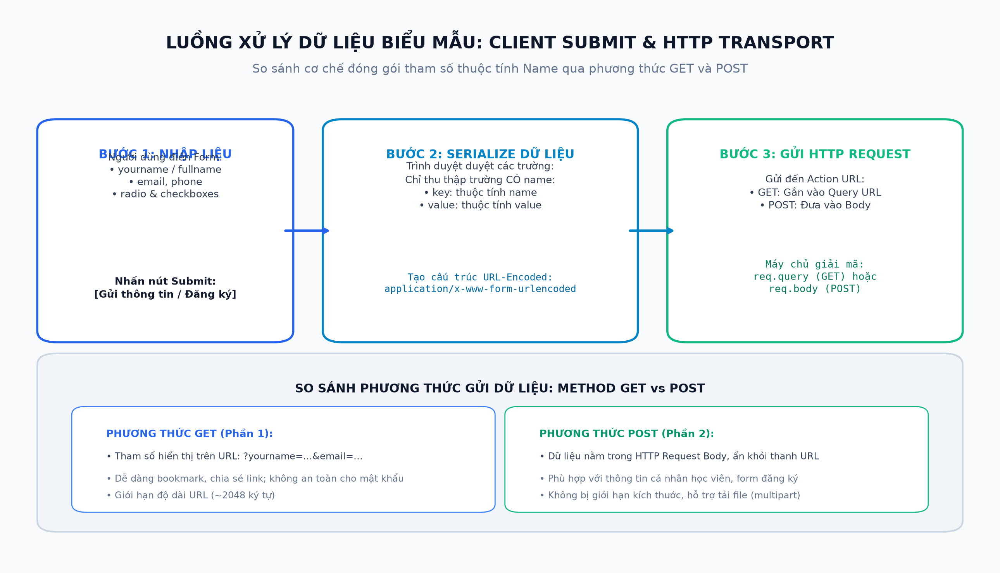 LUỒNG XỬ LÝ DỮ LIỆU BIỂU MẪU: CLIENT SUBMIT & HTTP TRANSPORT
So sánh cơ chế đóng gói tham số thuộc tính Name qua phương thức GET và POST
BƯỚC 1: NHẬP LIỆU
Người dùng điền Form:
• yourname / fullname
• email, phone
• radio & checkboxes
Nhấn nút Submit:
[Gửi thông tin / Đăng ký]
BƯỚC 2: SERIALIZE DỮ LIỆU
Trình duyệt duyệt các trường:
Chỉ thu thập trường CÓ name:
• key: thuộc tính name
• value: thuộc tính value
Tạo cấu trúc URL-Encoded:
application/x-www-form-urlencoded
BƯỚC 3: GỬI HTTP REQUEST
Gửi đến Action URL:
• GET: Gắn vào Query URL
• POST: Đưa vào Body
Máy chủ giải mã:
req.query (GET) hoặc
req.body (POST)
SO SÁNH PHƯƠNG THỨC GỬI DỮ LIỆU: METHOD GET vs POST
PHƯƠNG THỨC GET (Phần 1):
• Tham số hiển thị trên URL: ?yourname=...&email=...
• Dễ dàng bookmark, chia sẻ link; không an toàn cho mật khẩu
• Giới hạn độ dài URL (~2048 ký tự)
PHƯƠNG THỨC POST (Phần 2):
• Dữ liệu nằm trong HTTP Request Body, ẩn khỏi thanh URL
• Phù hợp với thông tin cá nhân học viên, form đăng ký
• Không bị giới hạn kích thước, hỗ trợ tải file (multipart)